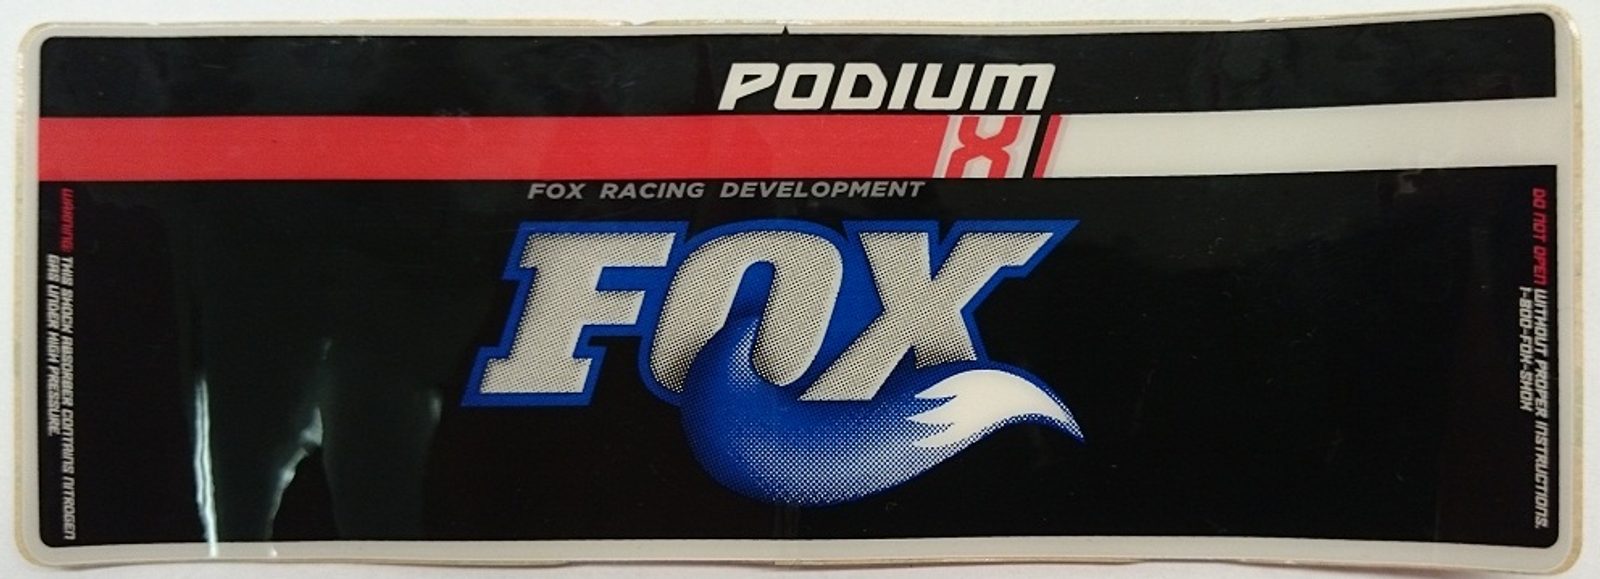 PODIUM
X
FOX RACING DEVELOPMENT
FOX
WARNING: THIS SHOCK ABSORBER CONTAINS NITROGEN
GAS UNDER HIGH PRESSURE.
DO NOT OPEN WITHOUT PROPER INSTRUCTIONS.
1-800-FOX-SHOX